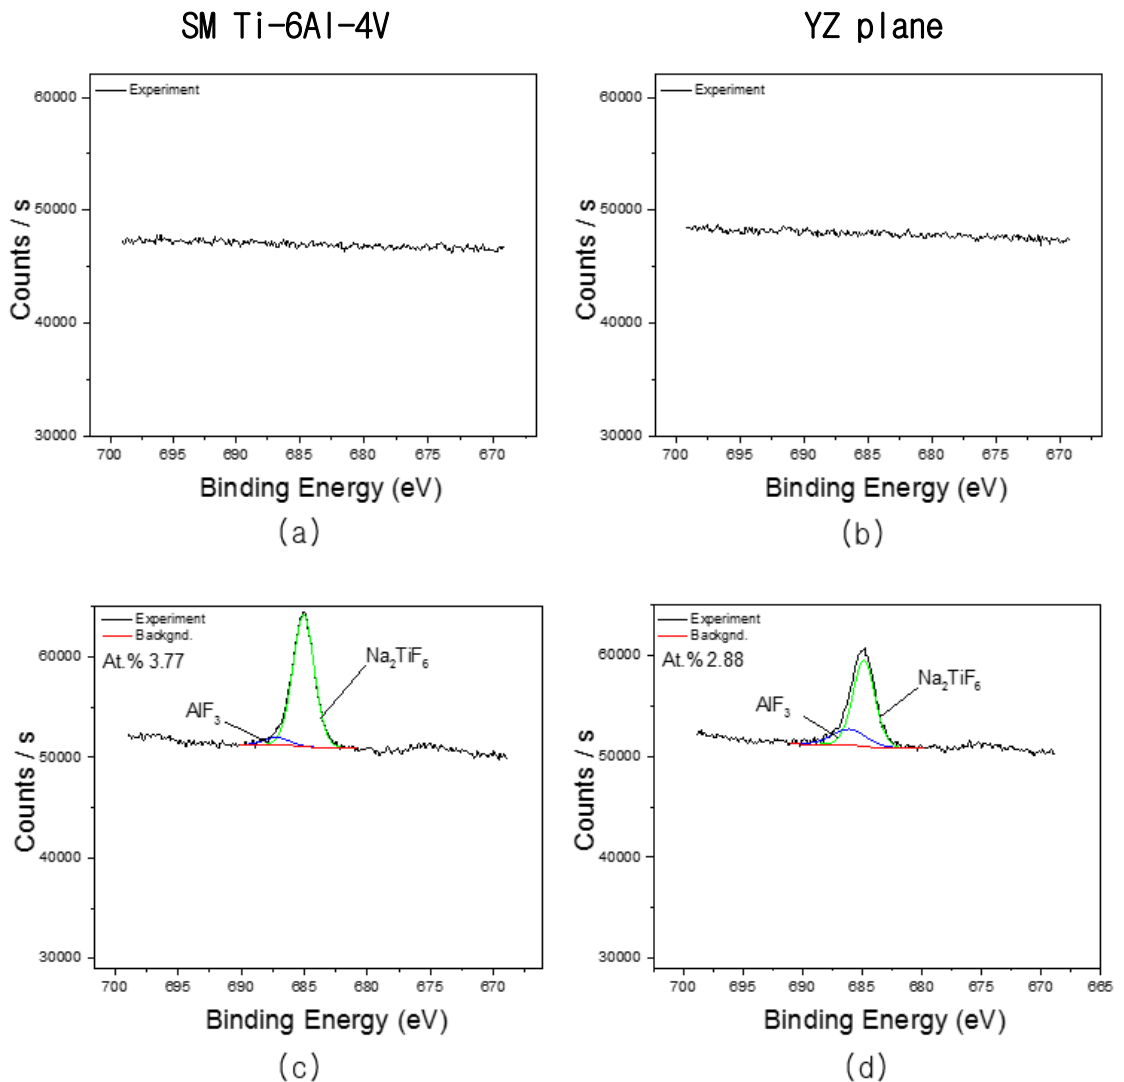 SM Ti-6Al-4V
YZ plane
Experiment
60000
50000
40000
30000
Counts / s
700 695 690 685 680 675 670
Binding Energy (eV)
(a)
Experiment
60000
50000
40000
30000
Counts / s
700 695 690 685 680 675 670
Binding Energy (eV)
(b)
Experiment
Backgnd.
At.% 3.77
Na₂TiF₆
AlF₃
60000
50000
40000
30000
Counts / s
700 695 690 685 680 675 670
Binding Energy (eV)
(c)
Experiment
Backgnd.
At.% 2.88
Na₂TiF₆
AlF₃
60000
50000
40000
30000
Counts / s
700 695 690 685 680 675 670 665
Binding Energy (eV)
(d)